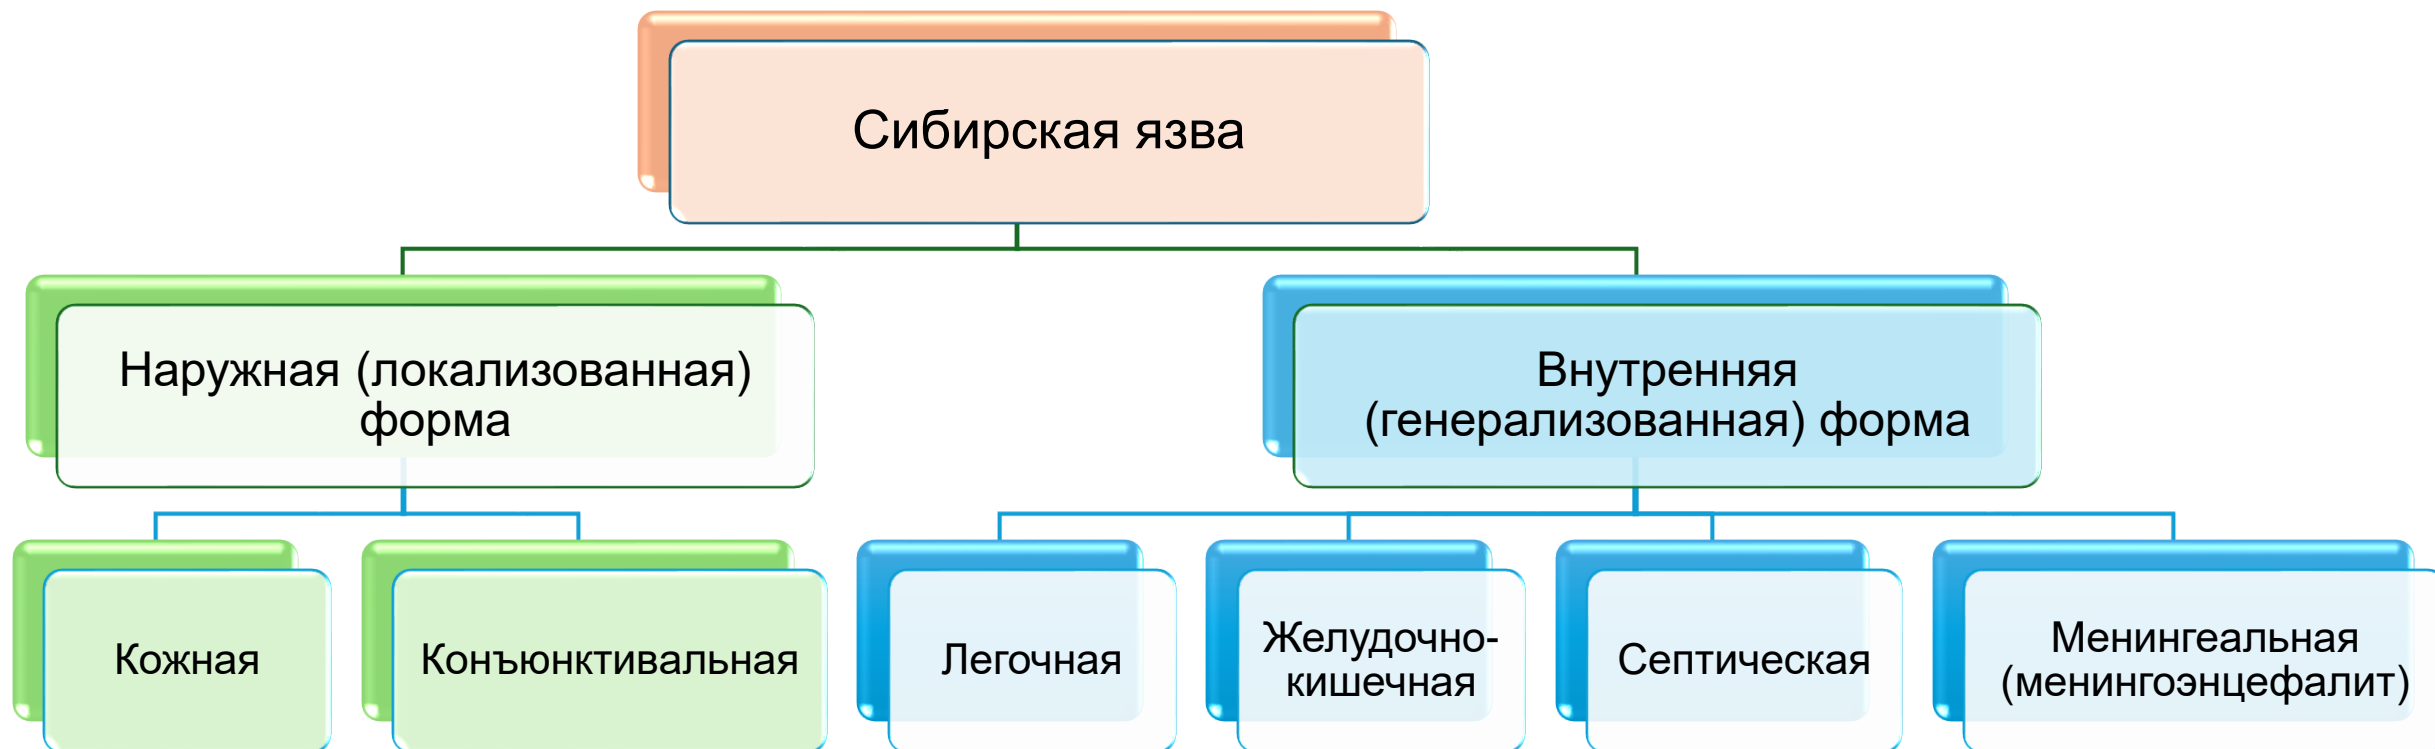 Сибирская язва
Наружная (локализованная)
форма
Внутренняя
(генерализованная) форма
Кожная
Конъюнктивальная
Легочная
Желудочно-
кишечная
Септическая
Менингеальная
(менингоэнцефалит)